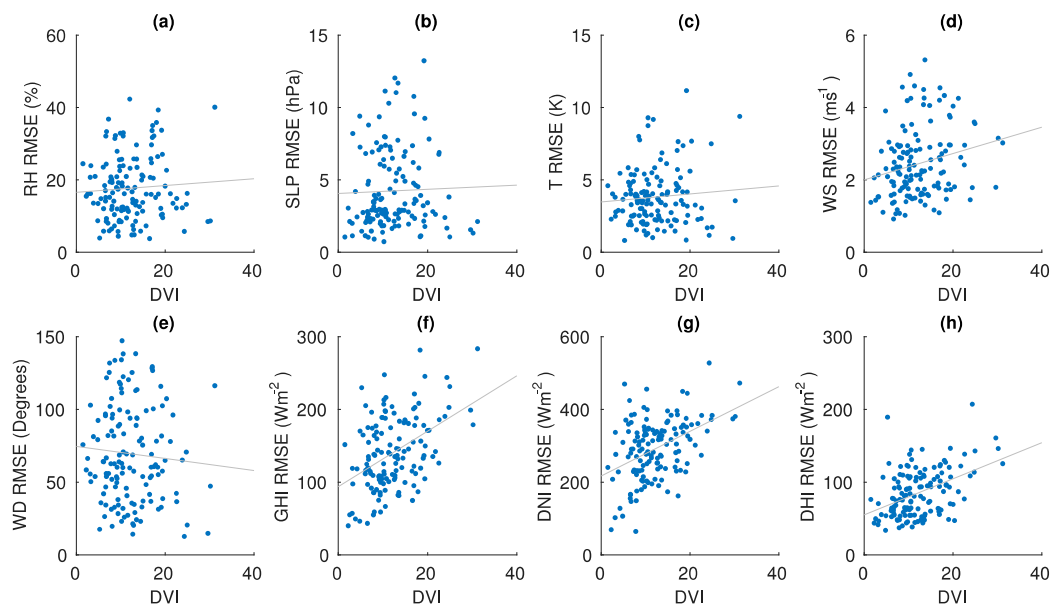 (a) (b) (c) (d)
RH RMSE (%)
60
40
20
0
0 20 40
DVI
SLP RMSE (hPa)
15
10
5
0
0 20 40
DVI
T RMSE (K)
15
10
5
0
0 20 40
DVI
WS RMSE (ms⁻¹)
6
4
2
0
0 20 40
DVI
(e) (f) (g) (h)
WD RMSE (Degrees)
150
100
50
0
0 20 40
DVI
GHI RMSE (Wm⁻²)
300
200
100
0
0 20 40
DVI
DNI RMSE (Wm⁻²)
600
400
200
0
0 20 40
DVI
DHI RMSE (Wm⁻²)
300
200
100
0
0 20 40
DVI